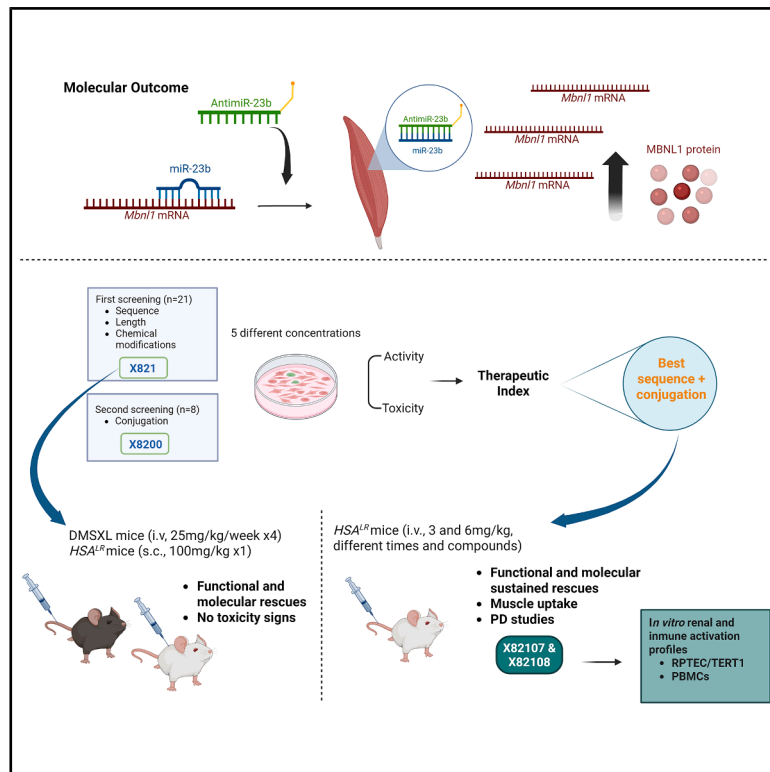 Molecular Outcome
AntimiR-23b
miR-23b
Mbnl1 mRNA
AntimiR-23b
miR-23b
Mbnl1 mRNA
Mbnl1 mRNA
Mbnl1 mRNA
MBNL1 protein
First screening (n=21)
• Sequence
• Length
• Chemical
modifications
X821
Second screening (n=8)
• Conjugation
X8200
5 different concentrations
Activity
Toxicity
Therapeutic
Index
Best
sequence +
conjugation
DMSXL mice (i.v, 25mg/kg/week x4)
HSALR mice (s.c., 100mg/kg x1)
• Functional and
molecular rescues
• No toxicity signs
HSALR mice (i.v., 3 and 6mg/kg,
different times and compounds)
• Functional and molecular
sustained rescues
• Muscle uptake
• PD studies
X82107 &
X82108
In vitro renal and
inmune activation
profiles
• RPTEC/TERT1
• PBMCs